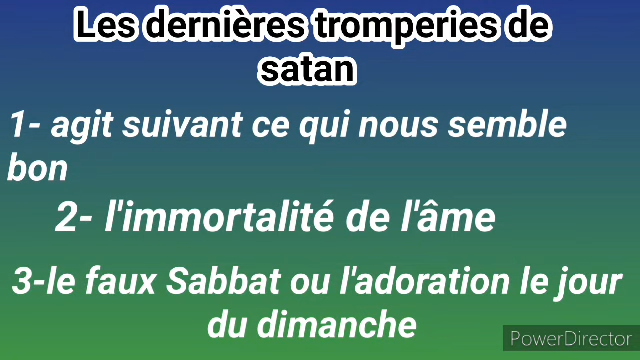 Les dernières tromperies de
satan
1- agit suivant ce qui nous semble
bon
2- l'immortalité de l'âme
3-le faux Sabbat ou l'adoration le jour
du dimanche
PowerDirector